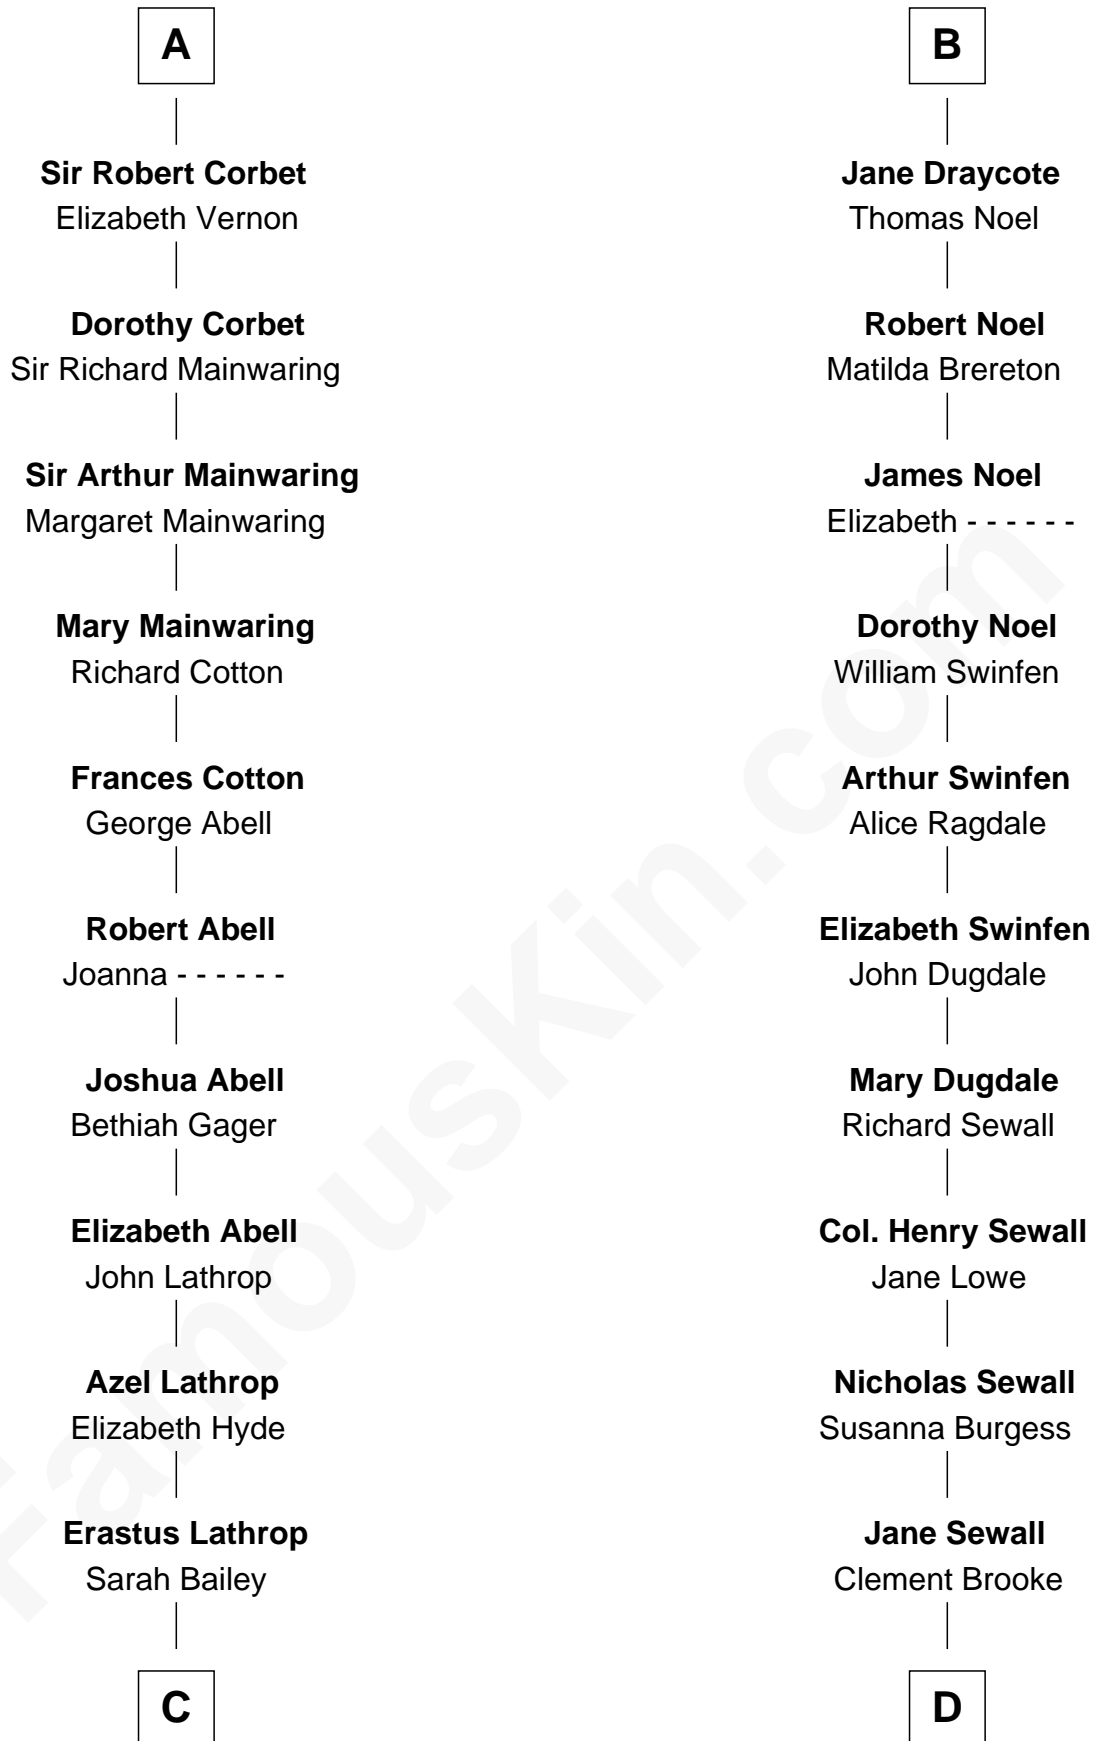 A
Sir Robert Corbet
Elizabeth Vernon
Dorothy Corbet
Sir Richard Mainwaring
Sir Arthur Mainwaring
Margaret Mainwaring
Mary Mainwaring
Richard Cotton
Frances Cotton
George Abell
Robert Abell
Joanna - - - - - -
Joshua Abell
Bethiah Gager
Elizabeth Abell
John Lathrop
Azel Lathrop
Elizabeth Hyde
Erastus Lathrop
Sarah Bailey
C
B
Jane Draycote
Thomas Noel
Robert Noel
Matilda Brereton
James Noel
Elizabeth - - - - - -
Dorothy Noel
William Swinfen
Arthur Swinfen
Alice Ragdale
Elizabeth Swinfen
John Dugdale
Mary Dugdale
Richard Sewall
Col. Henry Sewall
Jane Lowe
Nicholas Sewall
Susanna Burgess
Jane Sewall
Clement Brooke
D
FamousKin.com